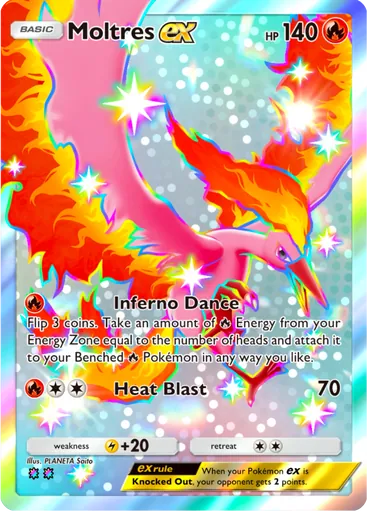 BASIC Moltres ex HP 140
Inferno Dance
Flip 3 coins. Take an amount of Energy from your
Energy Zone equal to the number of heads and attach it
to your Benched Pokémon in any way you like.
Heat Blast 70
weakness +20 retreat
Illus. PLANETA Saito
ex rule When your Pokémon ex is
Knocked Out, your opponent gets 2 points.